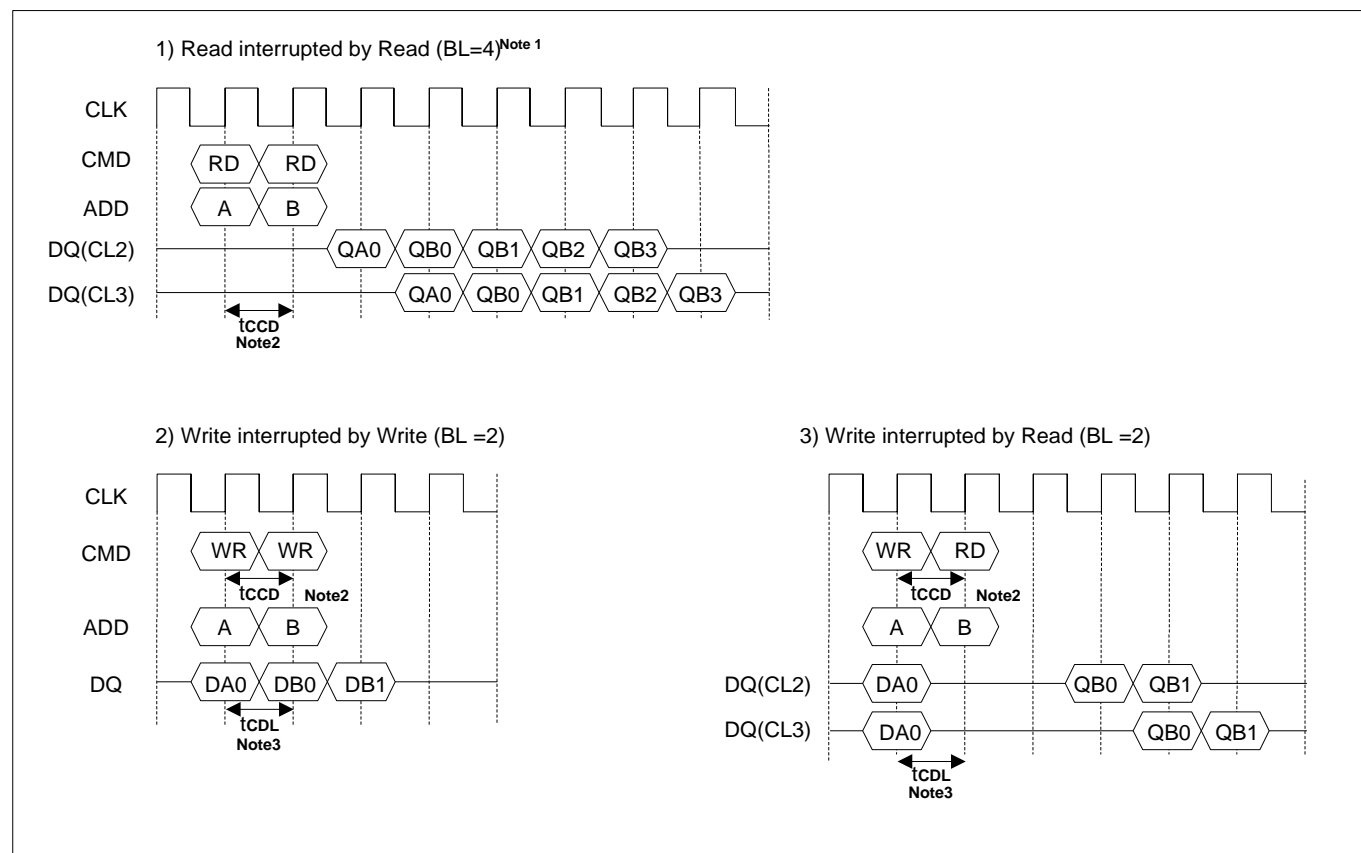 1) Read interrupted by Read (BL=4)Note 1
CLK
CMD RD RD
ADD A B
DQ(CL2) QA0 QB0 QB1 QB2 QB3
DQ(CL3) QA0 QB0 QB1 QB2 QB3
tCCD
Note2
2) Write interrupted by Write (BL =2)
CLK
CMD WR WR
tCCD Note2
ADD A B
DQ DA0 DB0 DB1
tCDL
Note3
3) Write interrupted by Read (BL =2)
WR RD
tCCD Note2
A B
DQ(CL2) DA0 QB0 QB1
DQ(CL3) DA0 QB0 QB1
tCDL
Note3